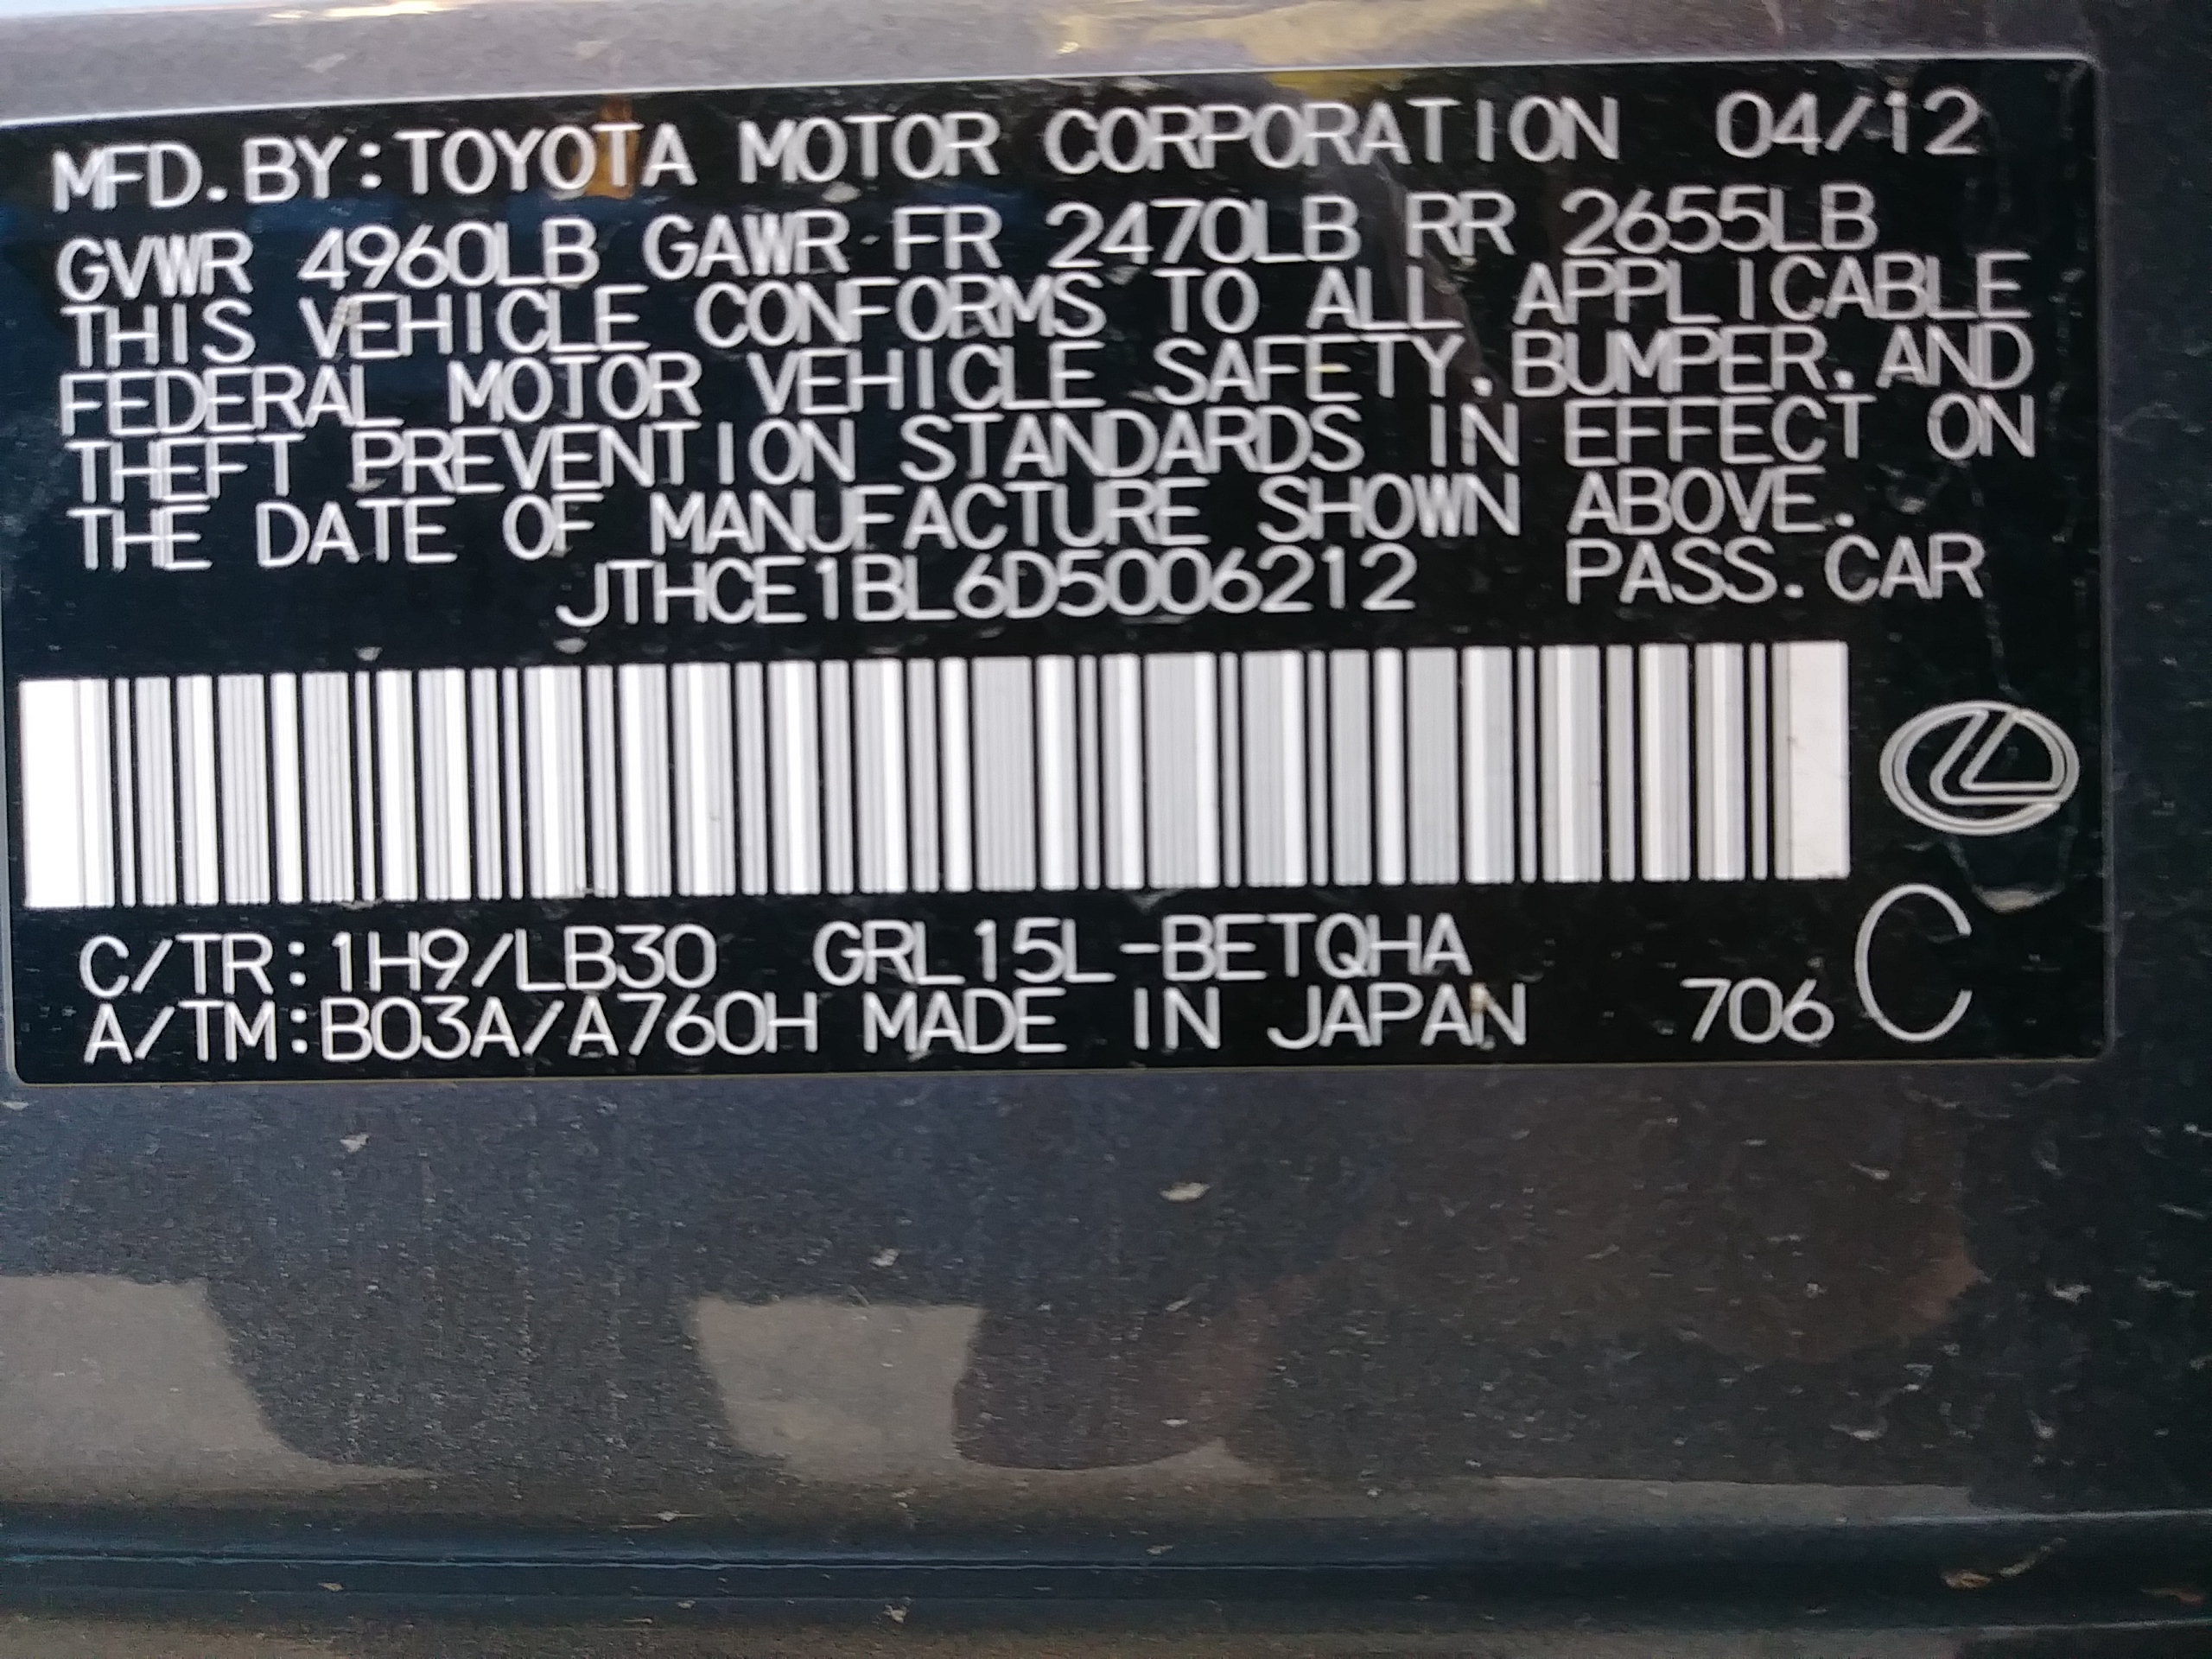 MFD.BY:TOYOTA MOTOR CORPORATION 04/12
GVWR 4960LB GAWR FR 2470LB RR 2655LB
THIS VEHICLE CONFORMS TO ALL APPLICABLE
FEDERAL MOTOR VEHICLE SAFETY.BUMPER.AND
THEFT PREVENTION STANDARDS IN EFFECT ON
THE DATE OF MANUFACTURE SHOWN ABOVE.
JTHCE1BL6D5006212 PASS.CAR
C/TR:1H9/LB30 GRL15L-BETQHA
A/TM:B03A/A760H MADE IN JAPAN 706 C